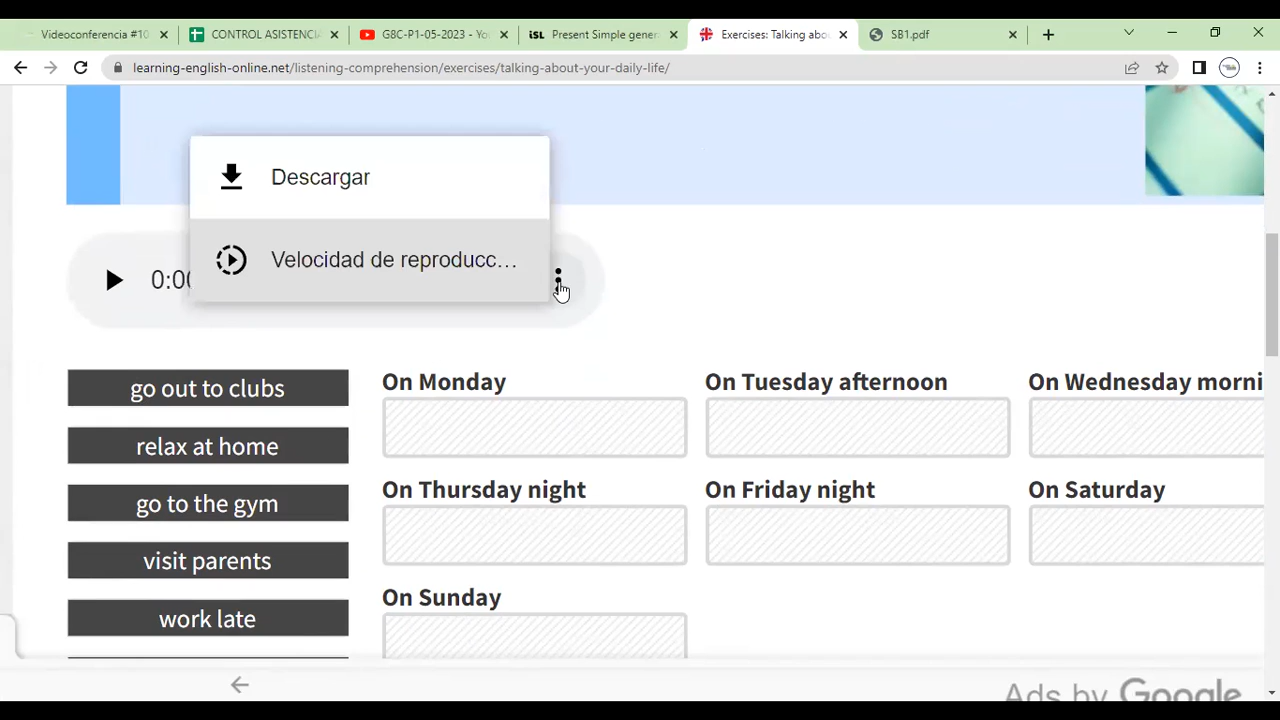 Videoconferencia #10
CONTROL ASISTENCIA
G8C-P1-05-2023 - You
iSL Present Simple gener
Exercises: Talking abou
SB1.pdf
learning-english-online.net/listening-comprehension/exercises/talking-about-your-daily-life/
Descargar
Velocidad de reproducc...
0:00
go out to clubs
relax at home
go to the gym
visit parents
work late
On Monday
On Tuesday afternoon
On Wednesday morni
On Thursday night
On Friday night
On Saturday
On Sunday
Ads by Google